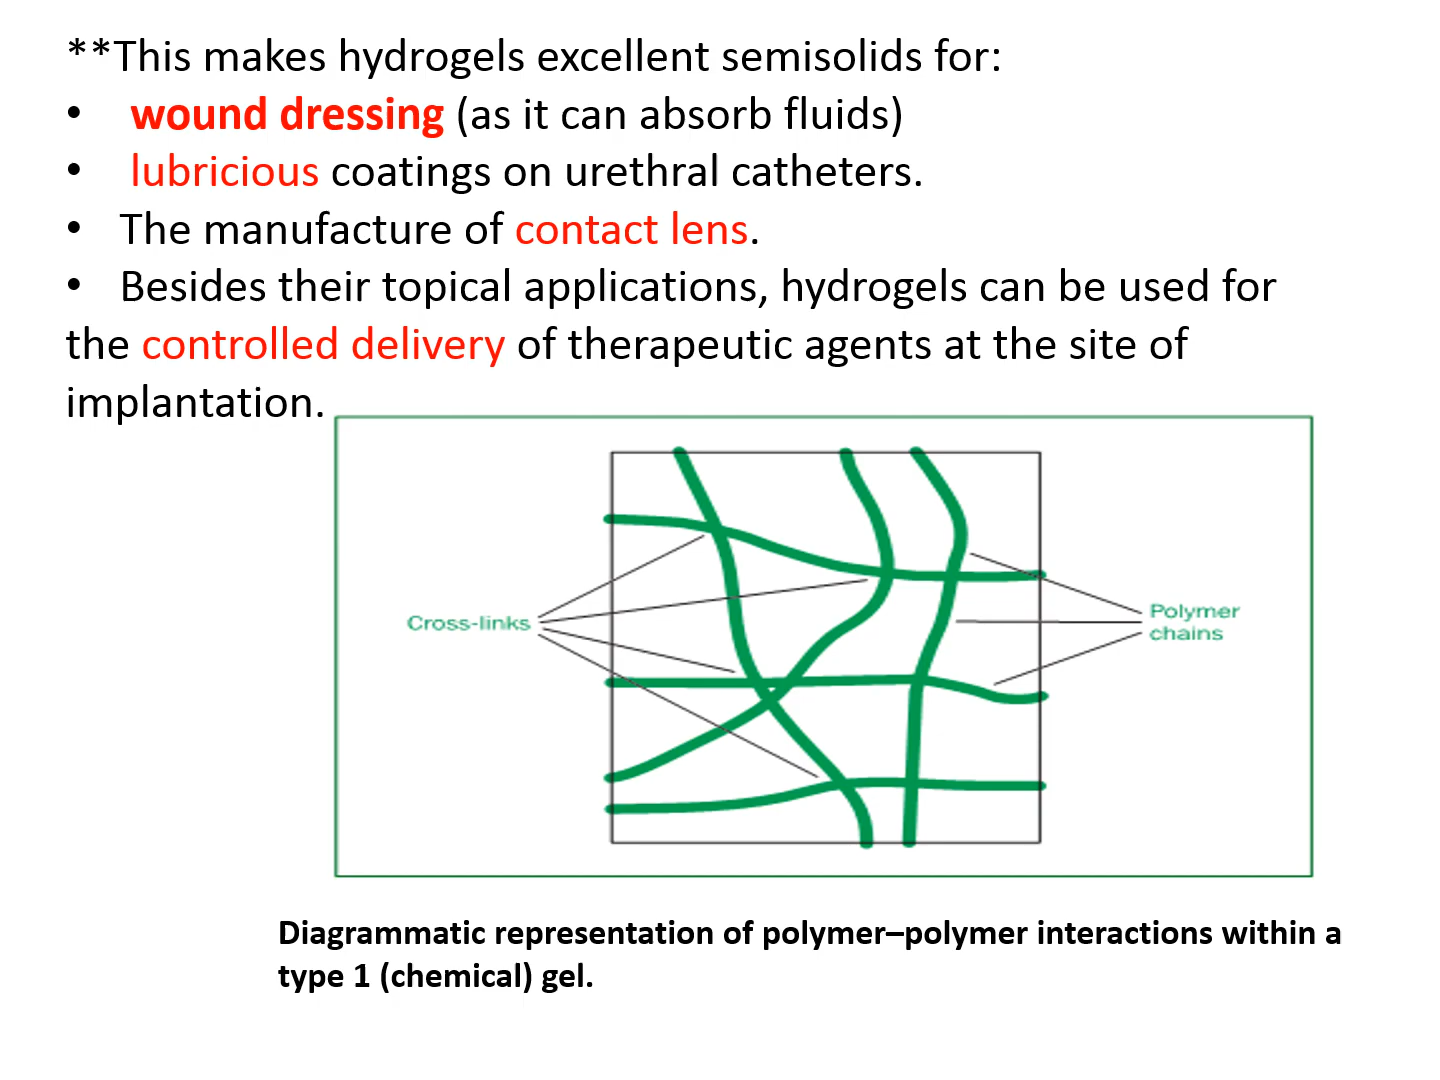 **This makes hydrogels excellent semisolids for:
• wound dressing (as it can absorb fluids)
• lubricious coatings on urethral catheters.
• The manufacture of contact lens.
• Besides their topical applications, hydrogels can be used for
the controlled delivery of therapeutic agents at the site of
implantation.
Cross-links
Polymer
chains
Diagrammatic representation of polymer–polymer interactions within a
type 1 (chemical) gel.